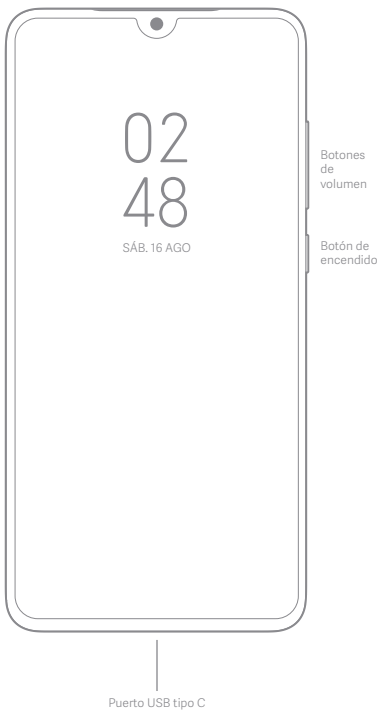 02
48
SÁB. 16 AGO
Botones
de
volumen
Botón de
encendido
Puerto USB tipo C